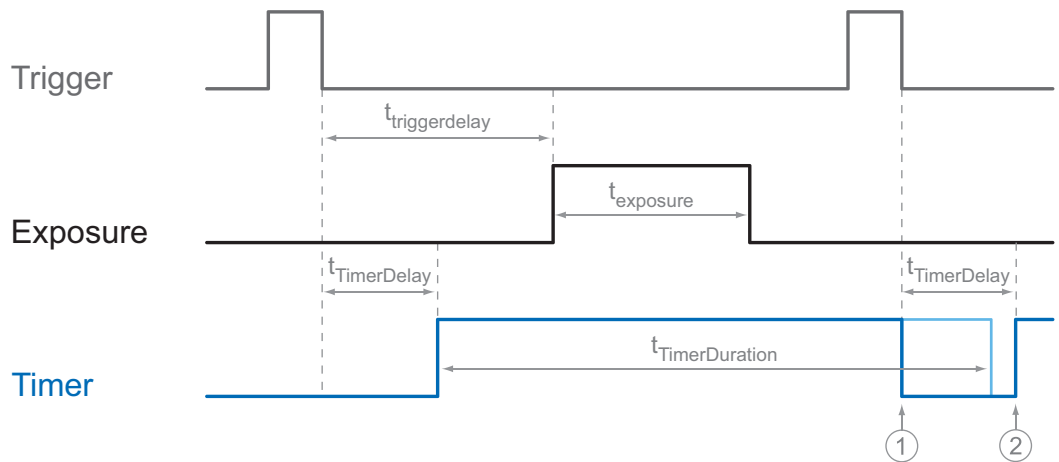 Trigger
t_triggerdelay
t_exposure
Exposure
t_TimerDelay
t_TimerDelay
t_TimerDuration
Timer
1
2